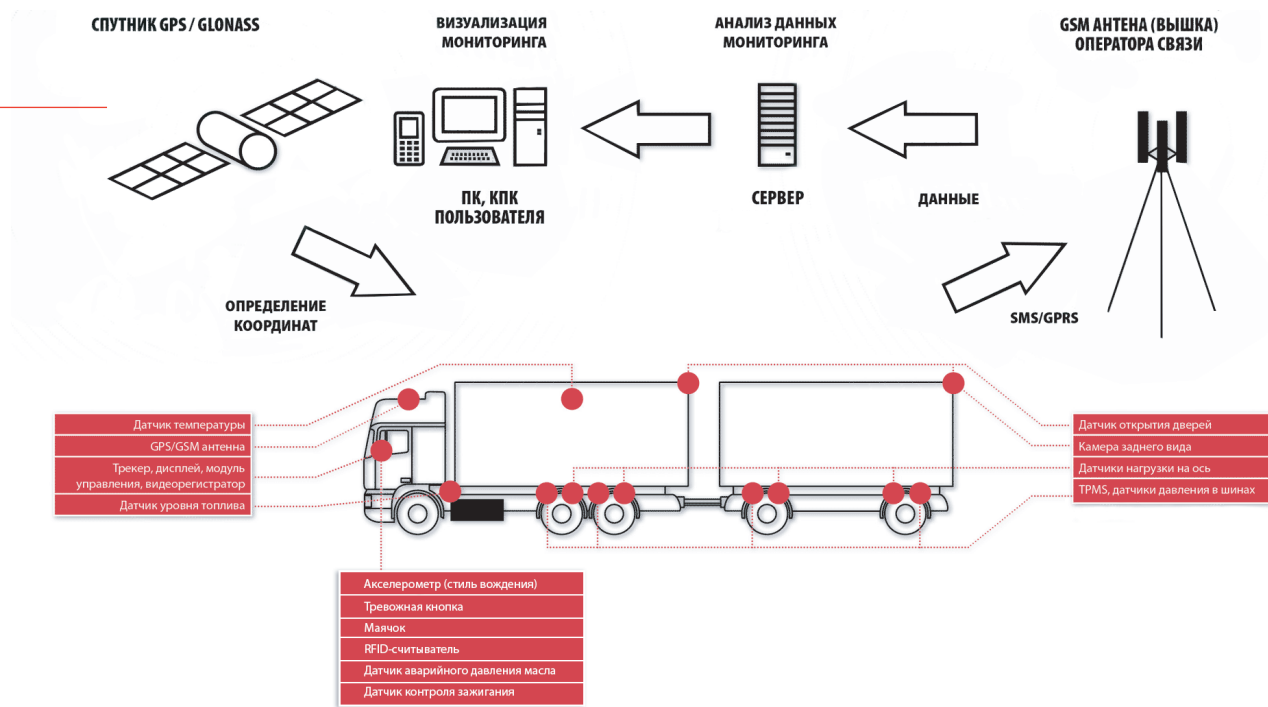 СПУТНИК GPS / GLONASS
ВИЗУАЛИЗАЦИЯ
МОНИТОРИНГА
АНАЛИЗ ДАННЫХ
МОНИТОРИНГА
GSM АНТЕНА (ВЫШКА)
ОПЕРАТОРА СВЯЗИ
ПК, КПК
ПОЛЬЗОВАТЕЛЯ
СЕРВЕР
ДАННЫЕ
ОПРЕДЕЛЕНИЕ
КООРДИНАТ
SMS/GPRS
Датчик температуры
GPS/GSM антенна
Трекер, дисплей, модуль
управления, видеорегистратор
Датчик уровня топлива
Датчик открытия дверей
Камера заднего вида
Датчики нагрузки на ось
TPMS, датчики давления в шинах
Акселерометр (стиль вождения)
Тревожная кнопка
Маячок
RFID-считыватель
Датчик аварийного давления масла
Датчик контроля зажигания